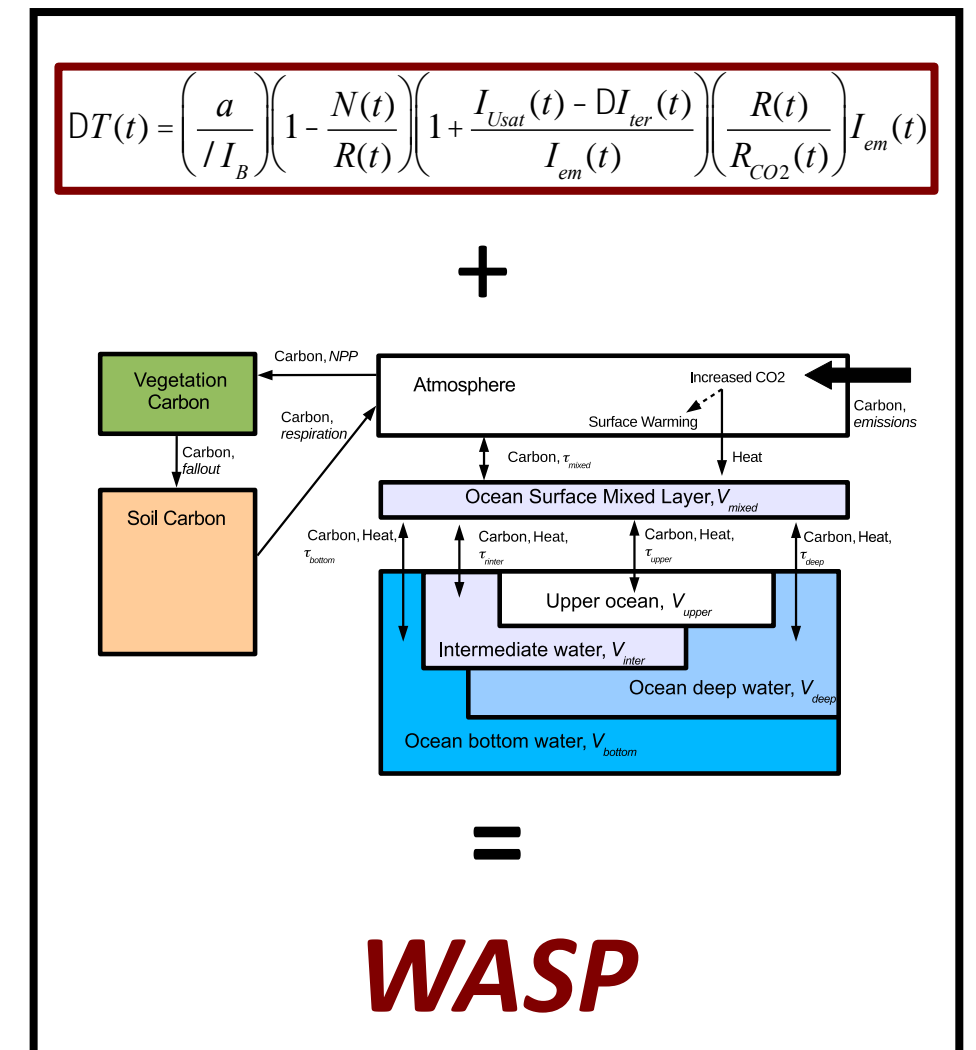 DT(t) = (a / / I_B)(1 - N(t) / R(t))(1 + (I_Usat(t) - DI_ter(t)) / I_em(t))(R(t) / R_CO2(t)) I_em(t)
+
Vegetation
Carbon
Carbon, NPP
Atmosphere
Increased CO2
Surface Warming
Carbon,
emissions
Carbon,
respiration
Carbon,
fallout
Carbon, τ_mixed
Heat
Soil Carbon
Ocean Surface Mixed Layer, V_mixed
Carbon, Heat,
τ_bottom
Carbon, Heat,
τ_rinter
Carbon, Heat,
τ_upper
Carbon, Heat,
τ_deep
Upper ocean, V_upper
Intermediate water, V_inter
Ocean deep water, V_deep
Ocean bottom water, V_bottom
=
WASP